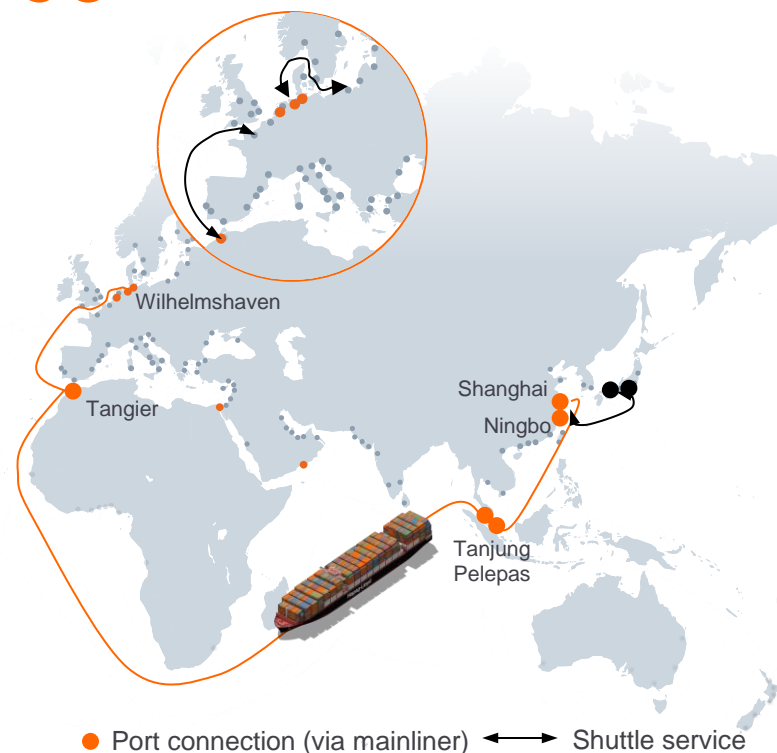 Wilhelmshaven
Tangier
Shanghai
Ningbo
Tanjung
Pelepas
Port connection (via mainliner)
Shuttle service